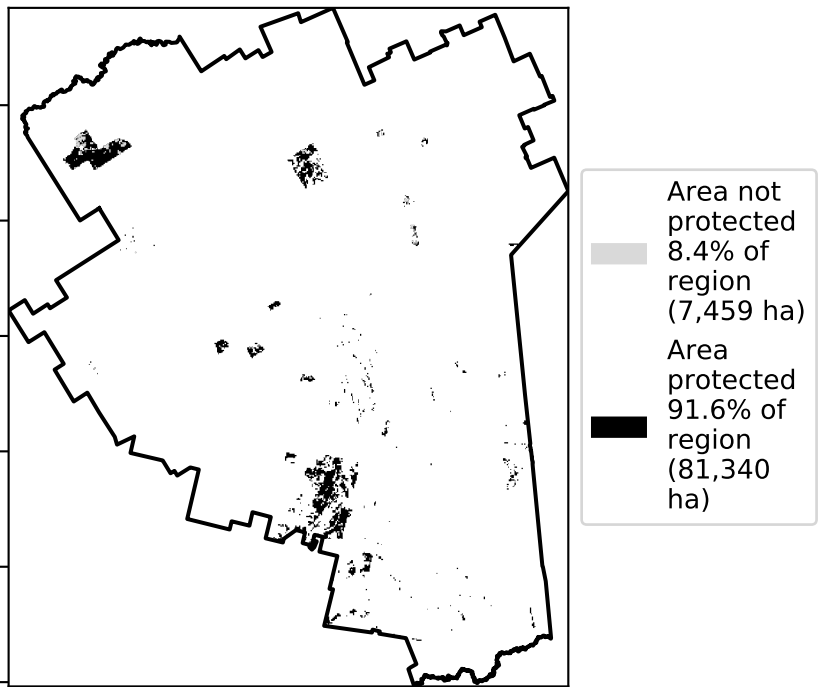 Area not
protected
8.4% of
region
(7,459 ha)
Area
protected
91.6% of
region
(81,340
ha)